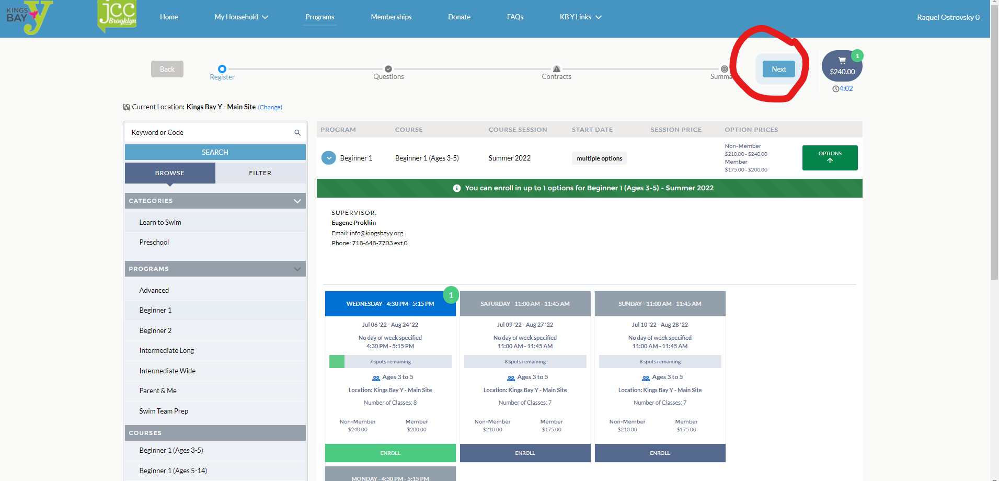 KINGS
BAY Y
jcc
Brooklyn
Home
My Household
Programs
Memberships
Donate
FAQs
KB Y Links
Raquel Ostrovsky 0
Back
Register
Questions
Contracts
Summa
Next
1
$240.00
4:02
Current Location: Kings Bay Y - Main Site (Change)
Keyword or Code
SEARCH
BROWSE
FILTER
CATEGORIES
Learn to Swim
Preschool
PROGRAMS
Advanced
Beginner 1
Beginner 2
Intermediate Long
Intermediate Wide
Parent & Me
Swim Team Prep
COURSES
Beginner 1 (Ages 3-5)
Beginner 1 (Ages 5-14)
PROGRAM COURSE COURSE SESSION START DATE SESSION PRICE OPTION PRICES
Beginner 1
Beginner 1 (Ages 3-5)
Summer 2022
multiple options
Non-Member
$210.00 - $240.00
Member
$175.00 - $200.00
OPTIONS
You can enroll in up to 1 options for Beginner 1 (Ages 3-5) - Summer 2022
SUPERVISOR:
Eugene Prokhin
Email: info@kingsbayy.org
Phone: 718-648-7703 ext 0
WEDNESDAY - 4:30 PM - 5:15 PM
1
Jul 06 '22 - Aug 24 '22
No day of week specified
4:30 PM - 5:15 PM
7 spots remaining
Ages 3 to 5
Location: Kings Bay Y - Main Site
Number of Classes: 8
Non-Member Member
$240.00 $200.00
ENROLL
SATURDAY - 11:00 AM - 11:45 AM
Jul 09 '22 - Aug 27 '22
No day of week specified
11:00 AM - 11:45 AM
8 spots remaining
Ages 3 to 5
Location: Kings Bay Y - Main Site
Number of Classes: 7
Non-Member Member
$210.00 $175.00
ENROLL
SUNDAY - 11:00 AM - 11:45 AM
Jul 10 '22 - Aug 28 '22
No day of week specified
11:00 AM - 11:45 AM
8 spots remaining
Ages 3 to 5
Location: Kings Bay Y - Main Site
Number of Classes: 7
Non-Member Member
$210.00 $175.00
ENROLL
MONDAY - 4:30 PM - 5:15 PM